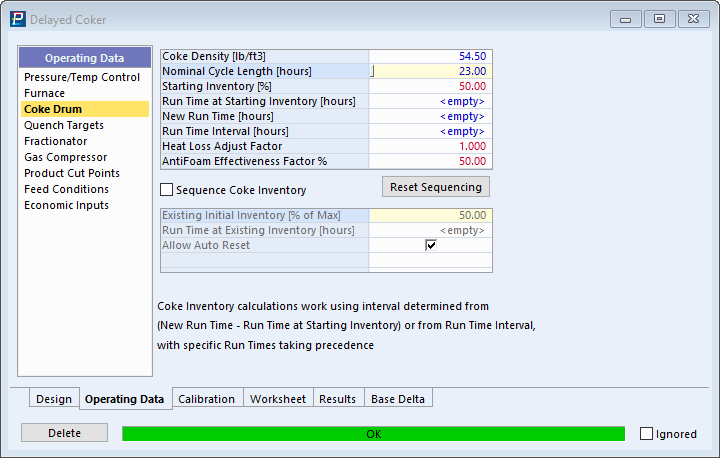 Delayed Coker
Operating Data
Pressure/Temp Control
Furnace
Coke Drum
Quench Targets
Fractionator
Gas Compressor
Product Cut Points
Feed Conditions
Economic Inputs
Coke Density [lb/ft3] 54.50
Nominal Cycle Length [hours] 23.00
Starting Inventory [%] 50.00
Run Time at Starting Inventory [hours] <empty>
New Run Time [hours] <empty>
Run Time Interval [hours] <empty>
Heat Loss Adjust Factor 1.000
AntiFoam Effectiveness Factor % 50.00
Sequence Coke Inventory
Reset Sequencing
Existing Initial Inventory [% of Max] 50.00
Run Time at Existing Inventory [hours] <empty>
Allow Auto Reset
Coke Inventory calculations work using interval determined from
(New Run Time - Run Time at Starting Inventory) or from Run Time Interval,
with specific Run Times taking precedence
Design Operating Data Calibration Worksheet Results Base Delta
Delete OK Ignored